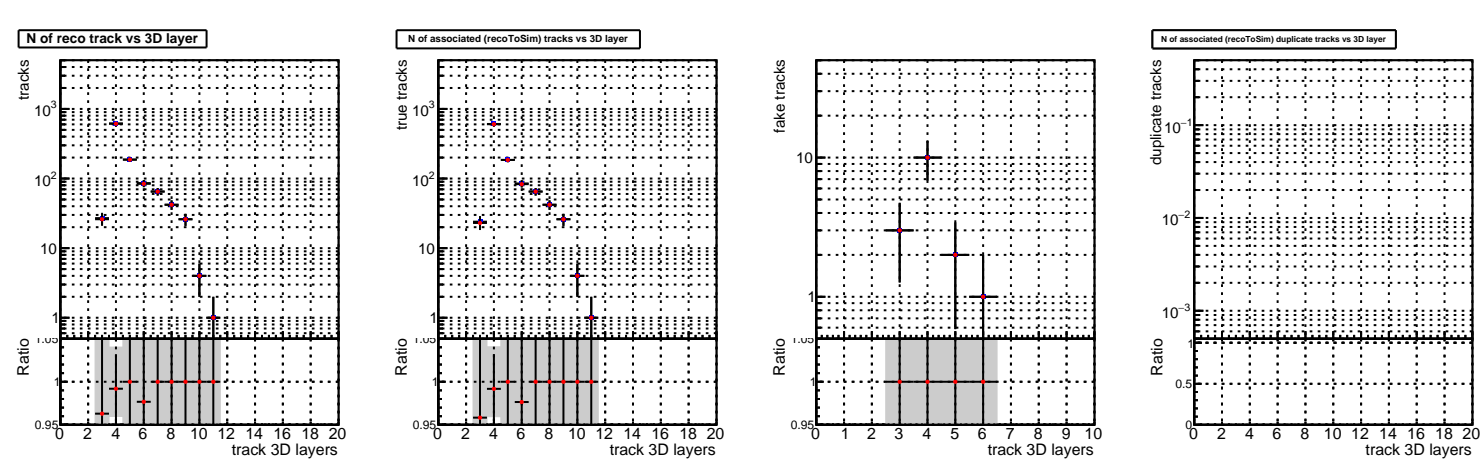 N of reco track vs 3D layer
tracks
10³
10²
10
1
Ratio
1.05
1
0.95
0 2 4 6 8 10 12 14 16 18 20
track 3D layers
N of associated (recoToSim) tracks vs 3D layer
true tracks
10³
10²
10
1
Ratio
1.05
1
0.95
0 2 4 6 8 10 12 14 16 18 20
track 3D layers
fake tracks
10
1
Ratio
1.05
1
0.95
0 1 2 3 4 5 6 7 8 9 10
track 3D layers
N of associated (recoToSim) duplicate tracks vs 3D layer
duplicate tracks
10⁻¹
10⁻²
10⁻³
Ratio
1
0.5
0
0 2 4 6 8 10 12 14 16 18 20
track 3D layers